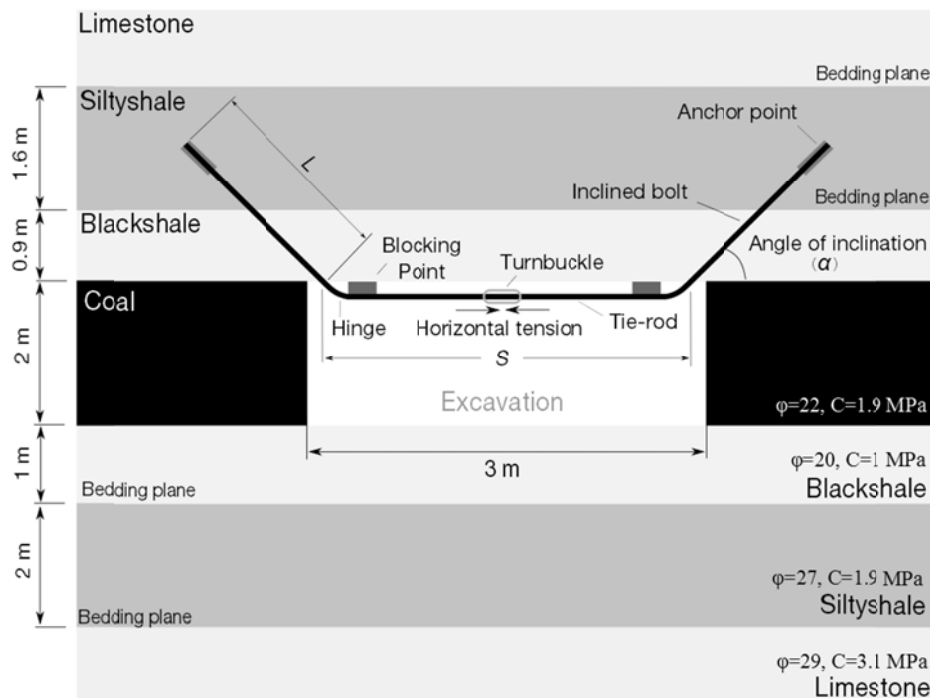 Limestone
Bedding plane
Siltyshale
Anchor point
1.6 m
L
Inclined bolt
Bedding plane
Blackshale
0.9 m
Blocking
Point
Turnbuckle
Angle of inclination
(α)
Coal
Hinge
Horizontal tension
Tie-rod
S
2 m
Excavation
φ=22, C=1.9 MPa
3 m
1 m
φ=20, C=1 MPa
Blackshale
Bedding plane
2 m
φ=27, C=1.9 MPa
Siltyshale
Bedding plane
φ=29, C=3.1 MPa
Limestone